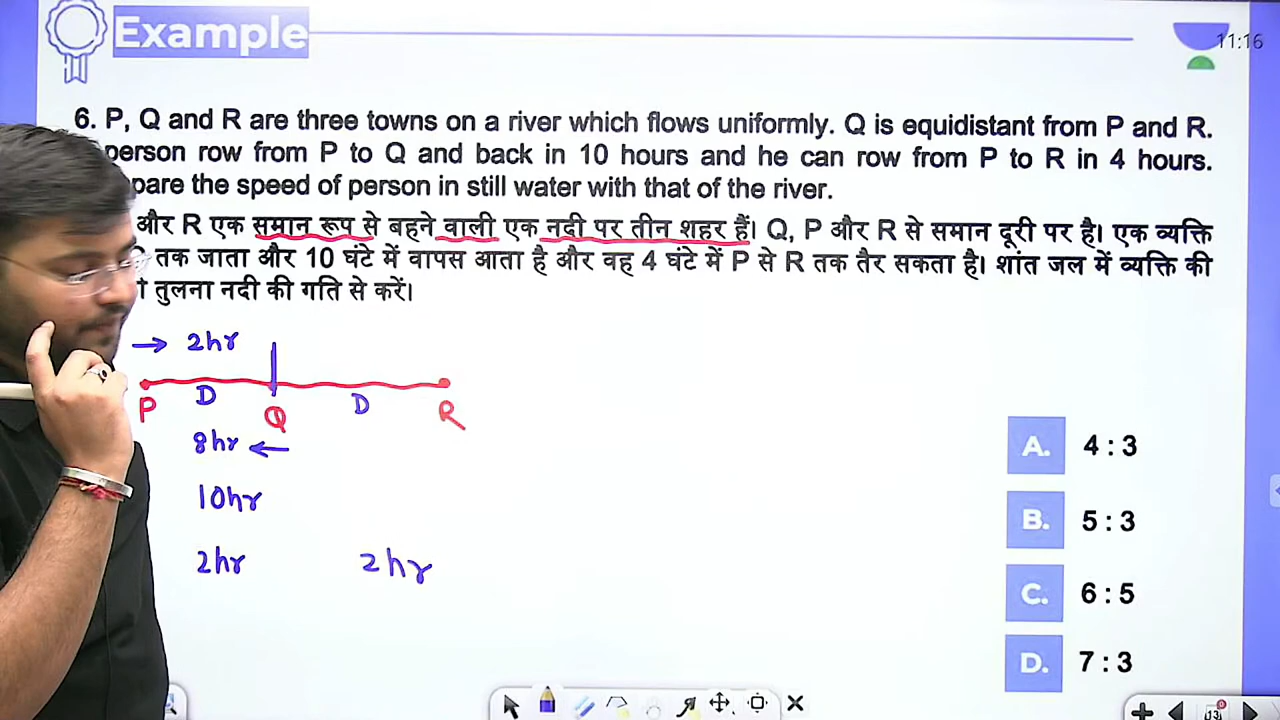 Example
11:16
6. P, Q and R are three towns on a river which flows uniformly. Q is equidistant from P and R.
person row from P to Q and back in 10 hours and he can row from P to R in 4 hours.
pare the speed of person in still water with that of the river.
और R एक समान रूप से बहने वाली एक नदी पर तीन शहर हैं। Q, P और R से समान दूरी पर है। एक व्यक्ति
तक जाता और 10 घंटे में वापस आता है और वह 4 घंटे में P से R तक तैर सकता है। शांत जल में व्यक्ति की
तुलना नदी की गति से करें।
→ 2hr
P D Q D R
8hr ←
10hr
2hr 2hr
A. 4 : 3
B. 5 : 3
C. 6 : 5
D. 7 : 3
13